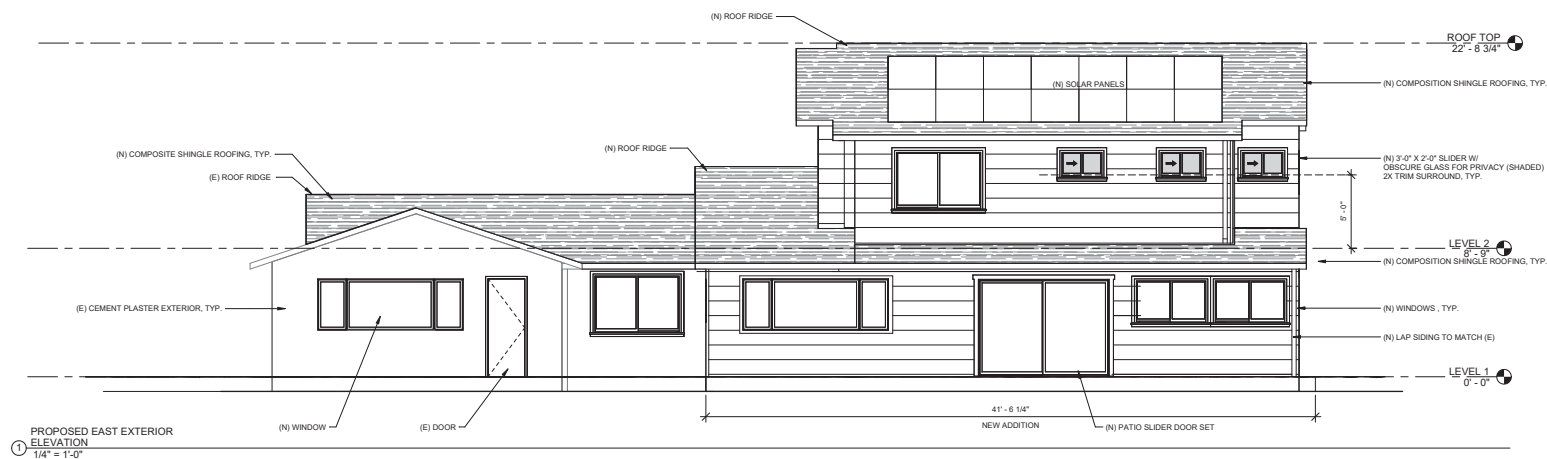 (N) ROOF RIDGE
ROOF TOP
22' - 8 3/4"
(N) SOLAR PANELS
(N) COMPOSITION SHINGLE ROOFING, TYP.
(N) COMPOSITE SHINGLE ROOFING, TYP.
(N) ROOF RIDGE
(E) ROOF RIDGE
(N) 3'-0" X 2'-0" SLIDER W/
OBSCURE GLASS FOR PRIVACY (SHADED)
2X TRIM SURROUND, TYP.
6' - 0"
LEVEL 2
8' - 9"
(N) COMPOSITION SHINGLE ROOFING, TYP.
(E) CEMENT PLASTER EXTERIOR, TYP.
(N) WINDOWS , TYP.
(N) LAP SIDING TO MATCH (E)
LEVEL 1
0' - 0"
41' - 6 1/4"
NEW ADDITION
(N) WINDOW
(E) DOOR
(N) PATIO SLIDER DOOR SET
1
PROPOSED EAST EXTERIOR
ELEVATION
1/4" = 1'-0"